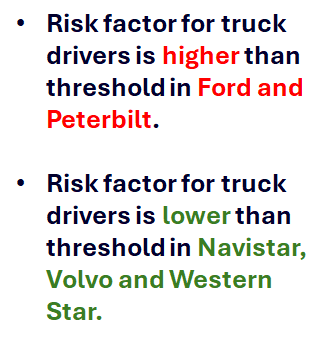 • Risk factor for truck
drivers is higher than
threshold in Ford and
Peterbilt.
• Risk factor for truck
drivers is lower than
threshold in Navistar,
Volvo and Western
Star.